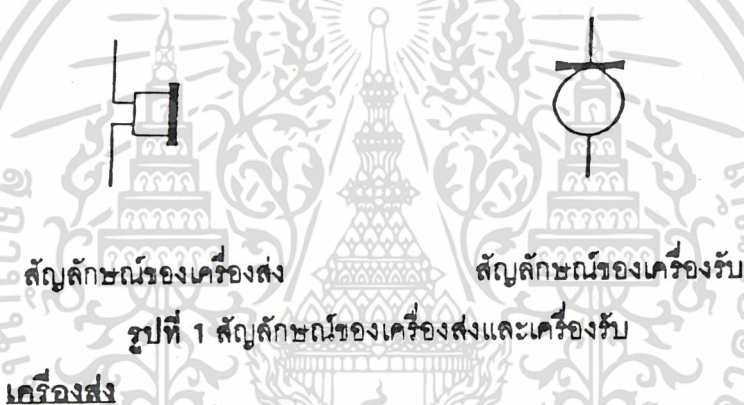 สัญลักษณ์ของเครื่องส่ง สัญลักษณ์ของเครื่องรับ
รูปที่ 1 สัญลักษณ์ของเครื่องส่งและเครื่องรับ
เครื่องส่ง